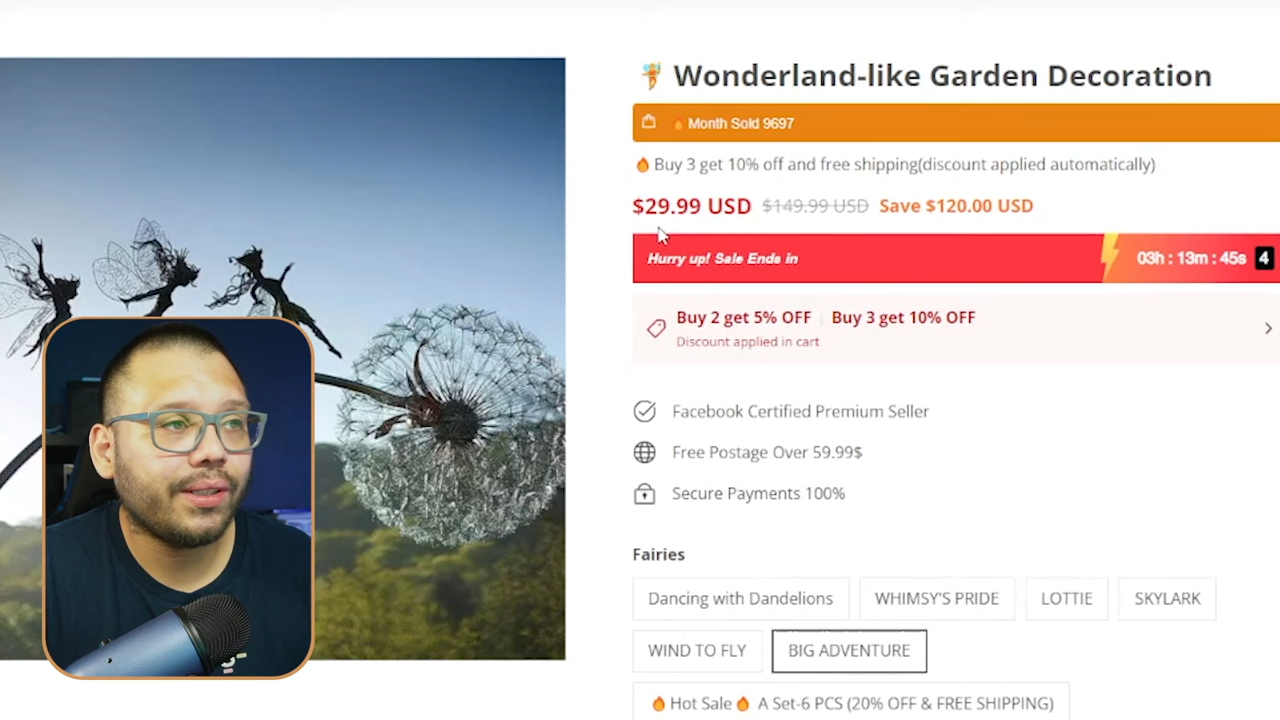 Wonderland-like Garden Decoration
🔥 Month Sold 9697
🔥 Buy 3 get 10% off and free shipping(discount applied automatically)
$29.99 USD $149.99 USD Save $120.00 USD
Hurry up! Sale Ends in 03h : 13m : 45s 4
Buy 2 get 5% OFF | Buy 3 get 10% OFF
Discount applied in cart
Facebook Certified Premium Seller
Free Postage Over 59.99$
Secure Payments 100%
Fairies
Dancing with Dandelions WHIMSY'S PRIDE LOTTIE SKYLARK
WIND TO FLY BIG ADVENTURE
🔥 Hot Sale 🔥 A Set-6 PCS (20% OFF & FREE SHIPPING)